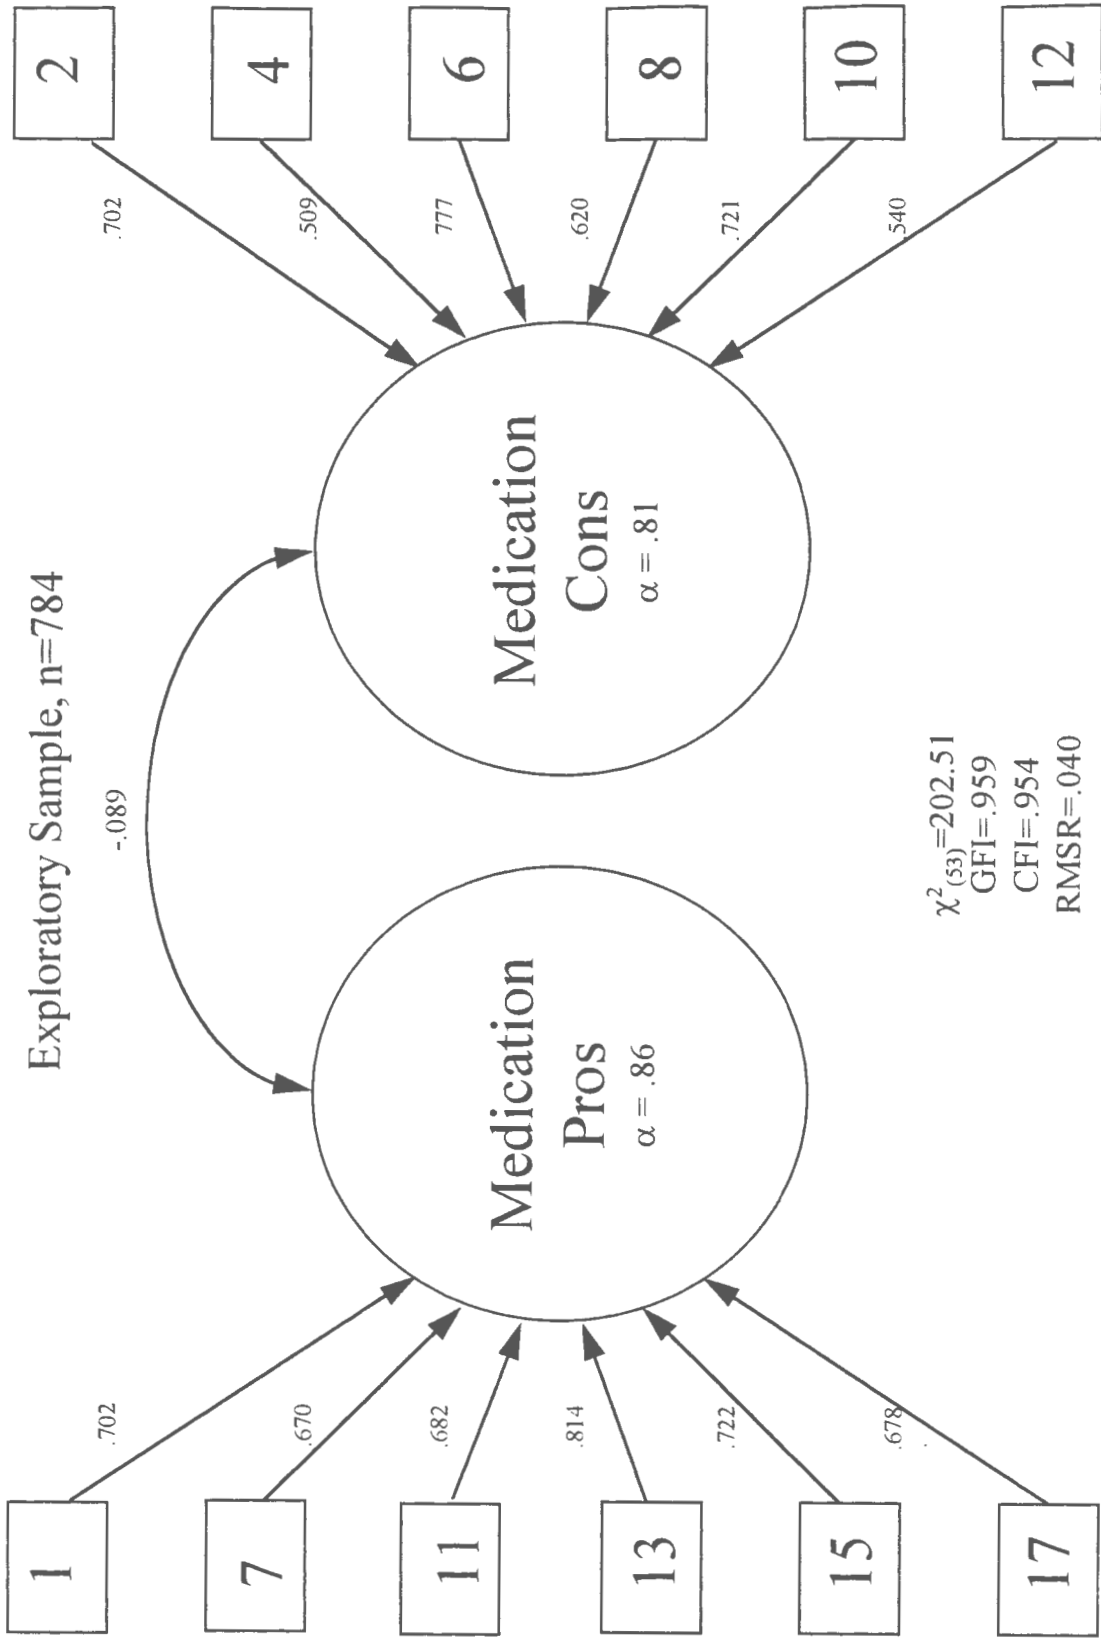 Exploratory Sample, n=784
-.089
1
7
11
13
15
17
.702
.670
.682
.814
.722
.678
Medication
Pros
α = .86
Medication
Cons
α = .81
.702
.509
777
.620
.721
.540
2
4
6
8
10
12
χ²(53)=202.51
GFI=.959
CFI=.954
RMSR=.040